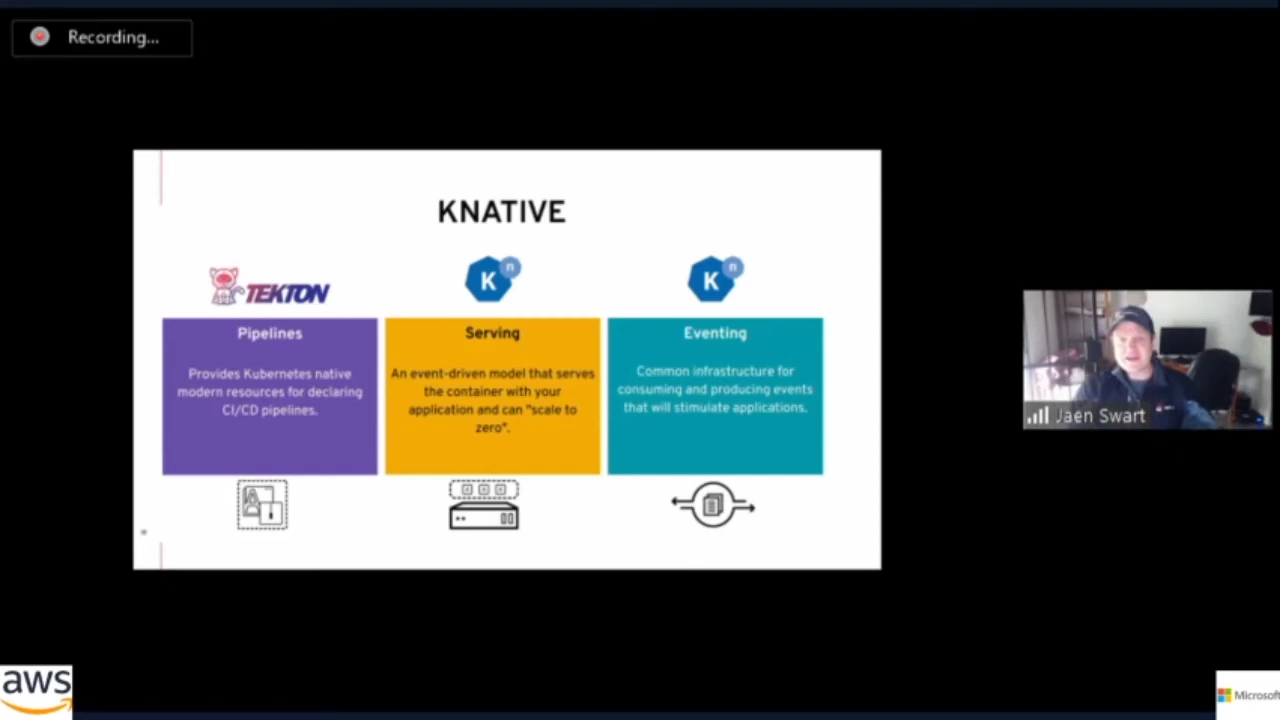 Recording...
KNATIVE
TEKTON
K n
K n
Pipelines
Provides Kubernetes native
modern resources for declaring
CI/CD pipelines.
Serving
An event-driven model that serves
the container with your
application and can "scale to
zero".
Eventing
Common infrastructure for
consuming and producing events
that will stimulate applications.
Jaen Swart
aws
Microsoft